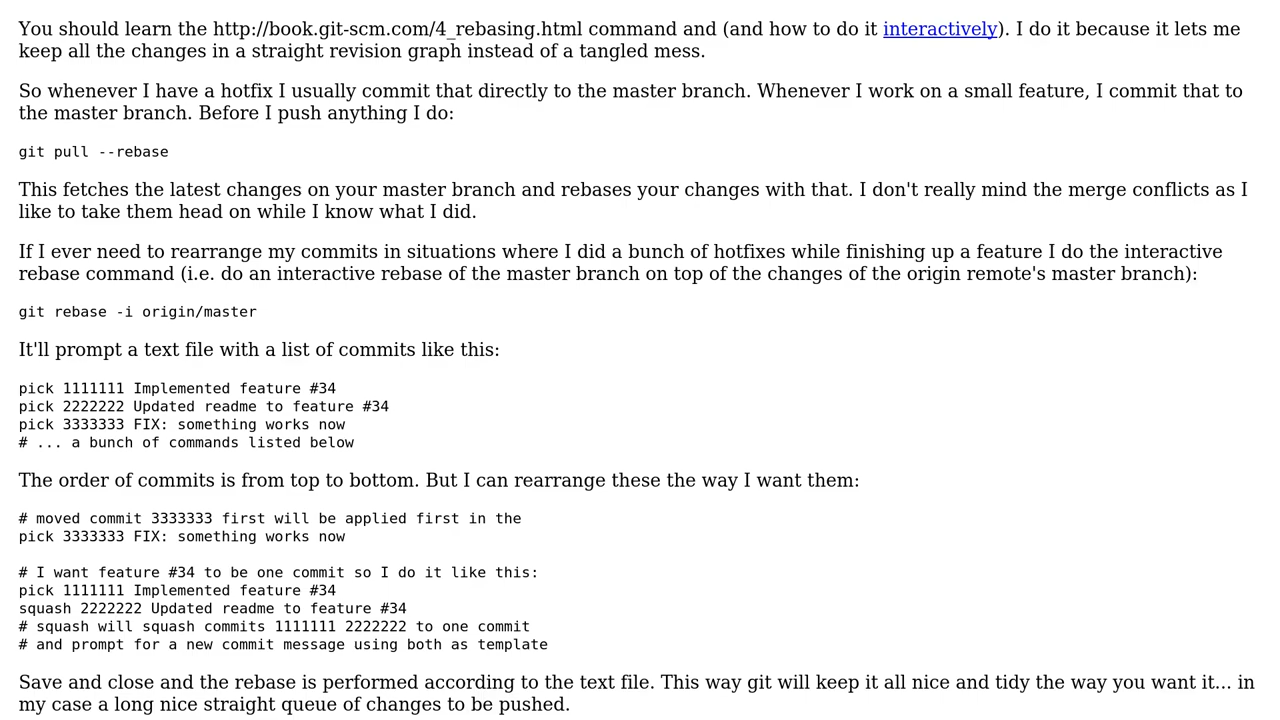 You should learn the http://book.git-scm.com/4_rebasing.html command and (and how to do it interactively). I do it because it lets me
keep all the changes in a straight revision graph instead of a tangled mess.
So whenever I have a hotfix I usually commit that directly to the master branch. Whenever I work on a small feature, I commit that to
the master branch. Before I push anything I do:
git pull --rebase
This fetches the latest changes on your master branch and rebases your changes with that. I don't really mind the merge conflicts as I
like to take them head on while I know what I did.
If I ever need to rearrange my commits in situations where I did a bunch of hotfixes while finishing up a feature I do the interactive
rebase command (i.e. do an interactive rebase of the master branch on top of the changes of the origin remote's master branch):
git rebase -i origin/master
It'll prompt a text file with a list of commits like this:
pick 1111111 Implemented feature #34
pick 2222222 Updated readme to feature #34
pick 3333333 FIX: something works now
# ... a bunch of commands listed below
The order of commits is from top to bottom. But I can rearrange these the way I want them:
# moved commit 3333333 first will be applied first in the
pick 3333333 FIX: something works now
# I want feature #34 to be one commit so I do it like this:
pick 1111111 Implemented feature #34
squash 2222222 Updated readme to feature #34
# squash will squash commits 1111111 2222222 to one commit
# and prompt for a new commit message using both as template
Save and close and the rebase is performed according to the text file. This way git will keep it all nice and tidy the way you want it... in
my case a long nice straight queue of changes to be pushed.